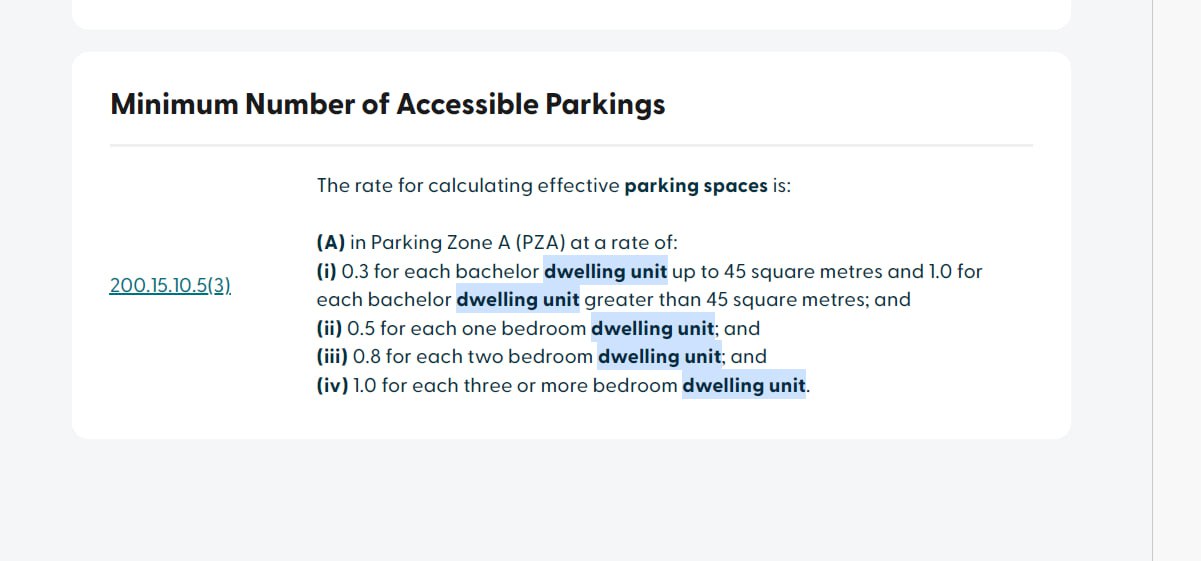 Minimum Number of Accessible Parkings
The rate for calculating effective parking spaces is:
(A) in Parking Zone A (PZA) at a rate of:
(i) 0.3 for each bachelor dwelling unit up to 45 square metres and 1.0 for
200.15.10.5(3)
each bachelor dwelling unit greater than 45 square metres; and
(ii) 0.5 for each one bedroom dwelling unit; and
(iii) 0.8 for each two bedroom dwelling unit; and
(iv) 1.0 for each three or more bedroom dwelling unit.